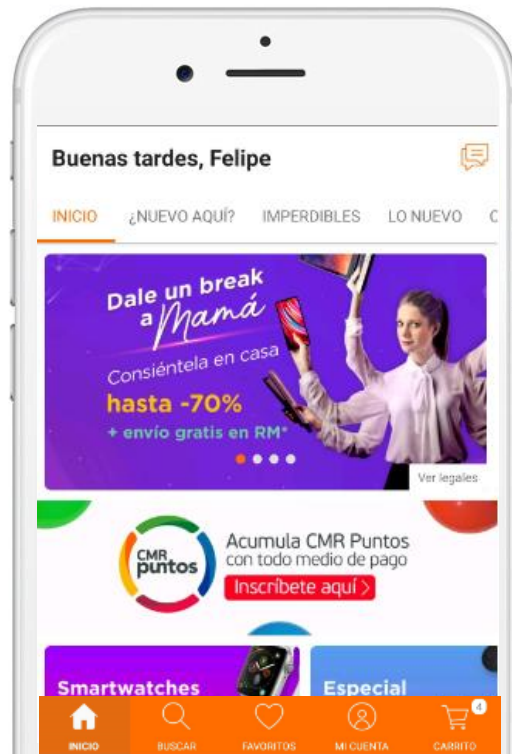 Buenas tardes, Felipe
INICIO ¿NUEVO AQUÍ? IMPERDIBLES LO NUEVO
Dale un break
a Mamá
Consiéntela en casa
hasta -70%
+ envío gratis en RM*
Ver legales
CMR
puntos
Acumula CMR Puntos
con todo medio de pago
Inscríbete aquí >
Smartwatches
Especial
4
INICIO BUSCAR FAVORITOS MI CUENTA CARRITO